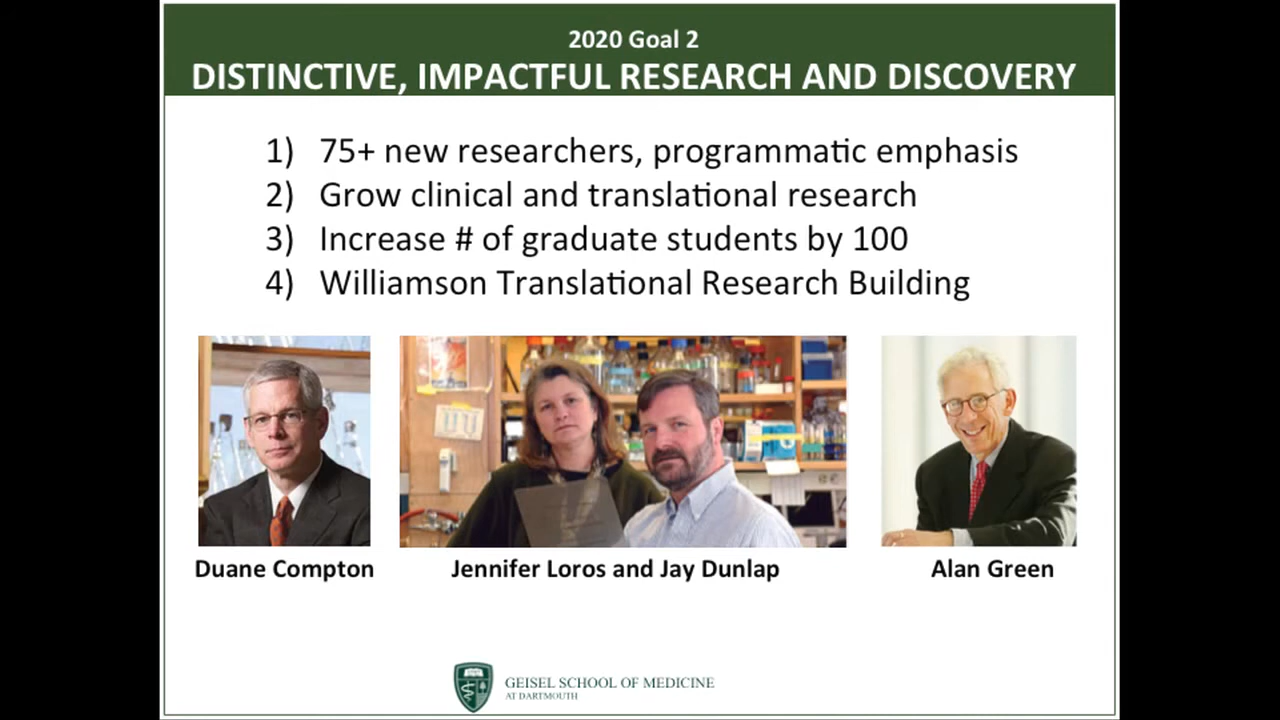 2020 Goal 2
DISTINCTIVE, IMPACTFUL RESEARCH AND DISCOVERY
1) 75+ new researchers, programmatic emphasis
2) Grow clinical and translational research
3) Increase # of graduate students by 100
4) Williamson Translational Research Building
Duane Compton
Jennifer Loros and Jay Dunlap
Alan Green
GEISEL SCHOOL OF MEDICINE
AT DARTMOUTH